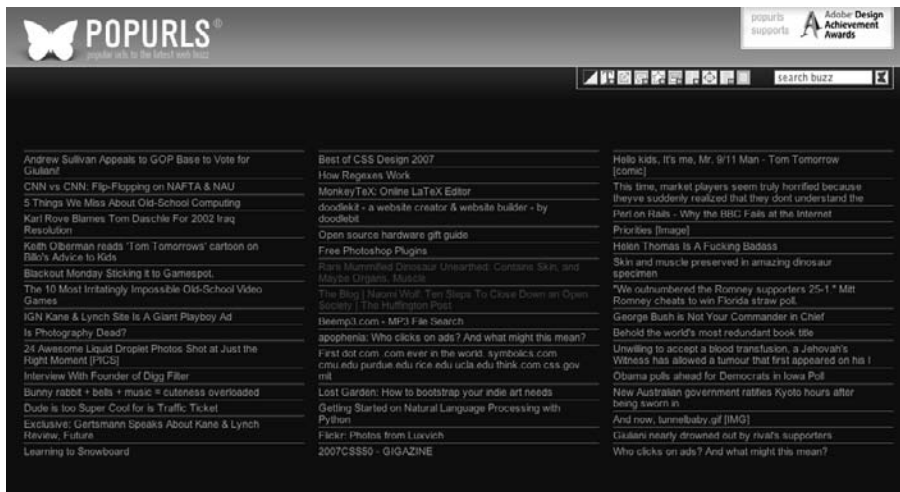 POPURLS®
popular urls to the latest web buzz
popurls
supports
Adobe Design
Achievement
Awards
search buzz
Andrew Sullivan Appeals to GOP Base to Vote for
Giuliani!
CNN vs CNN: Flip-Flopping on NAFTA & NAU
5 Things We Miss About Old-School Computing
Karl Rove Blames Tom Daschle For 2002 Iraq
Resolution
Keith Olberman reads 'Tom Tomorrows' cartoon on
Billo's Advice to Kids
Blackout Monday Sticking it to Gamespot.
The 10 Most Irritatingly Impossible Old-School Video
Games
IGN Kane & Lynch Site Is A Giant Playboy Ad
Is Photography Dead?
24 Awesome Liquid Droplet Photos Shot at Just the
Right Moment [PICS]
Interview With Founder of Digg Filter
Bunny rabbit + bells + music = cuteness overloaded
Dude is too Super Cool for is Traffic Ticket
Exclusive: Gertsmann Speaks About Kane & Lynch
Review, Future
Learning to Snowboard
Best of CSS Design 2007
How Regexes Work
MonkeyTeX: Online LaTeX Editor
doodlekit - a website creator & website builder - by
doodlebit
Open source hardware gift guide
Free Photoshop Plugins
Rare Mummified Dinosaur Unearthed: Contains Skin, and
Maybe Organs, Muscle
The Blog | Naomi Wolf: Ten Steps To Close Down an Open
Society | The Huffington Post
Beemp3.com - MP3 File Search
apophenia: Who clicks on ads? And what might this mean?
First dot com .com ever in the world. symbolics.com
cmu.edu purdue.edu rice.edu ucla.edu think.com css.gov
mit
Lost Garden: How to bootstrap your indie art needs
Getting Started on Natural Language Processing with
Python
Flickr: Photos from Luxvich
2007CSS50 - GIGAZINE
Hello kids, It's me, Mr. 9/11 Man - Tom Tomorrow
[comic]
This time, market players seem truly horrified because
theyve suddenly realized that they dont understand the
Perl on Rails - Why the BBC Fails at the Internet
Priorities [Image]
Helen Thomas Is A Fucking Badass
Skin and muscle preserved in amazing dinosaur
specimen
"We outnumbered the Romney supporters 25-1." Mitt
Romney cheats to win Florida straw poll.
George Bush is Not Your Commander in Chief
Behold the world's most redundant book title
Unwilling to accept a blood transfusion, a Jehovah's
Witness has allowed a tumour that first appeared on his l
Obama pulls ahead for Democrats in Iowa Poll
New Australian government ratifies Kyoto hours after
being sworn in
And now, tunnelbaby.gif [IMG]
Giuliani nearly drowned out by rival's supporters
Who clicks on ads? And what might this mean?